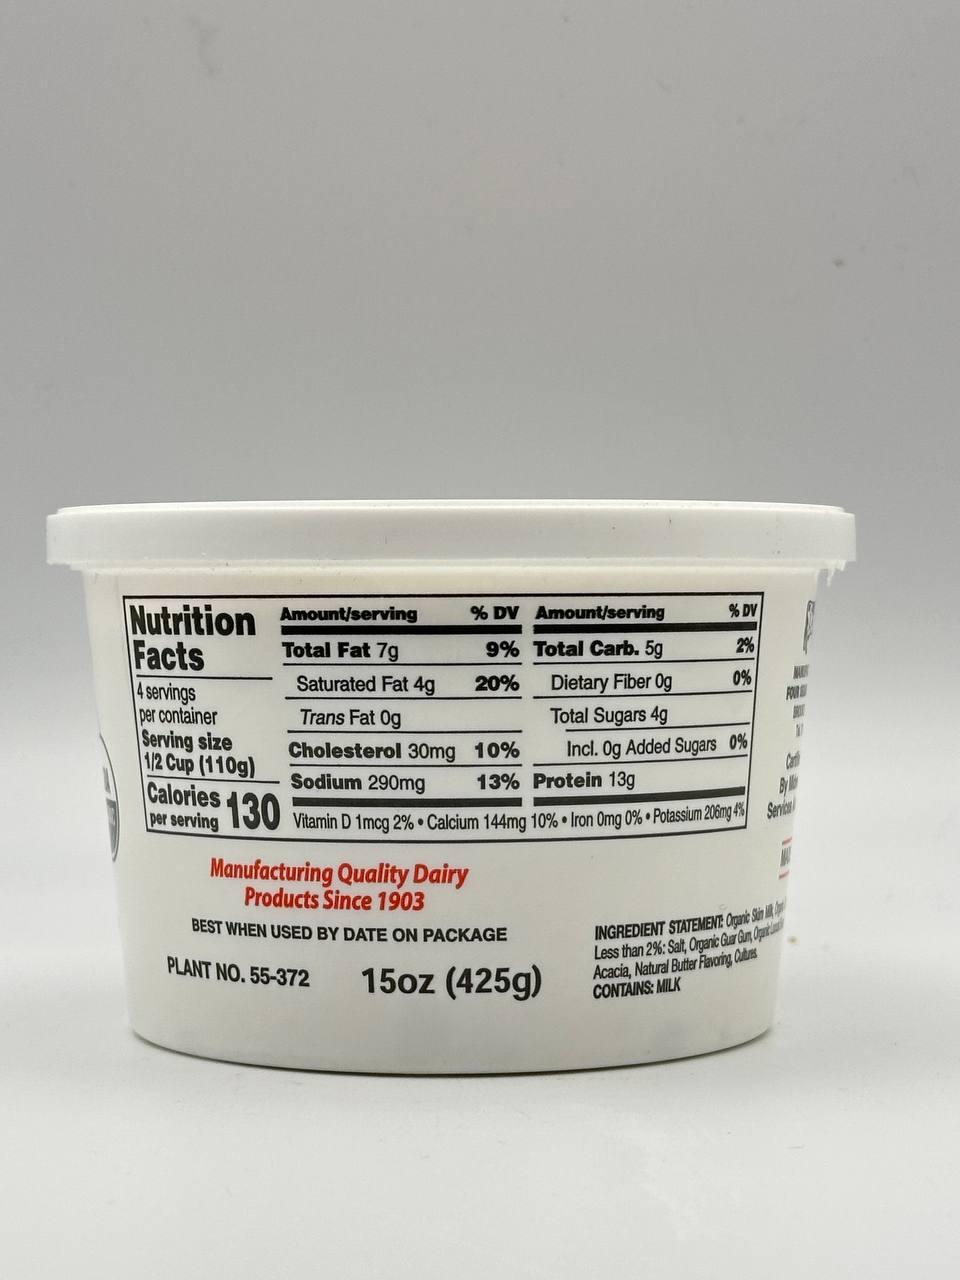 Nutrition
Facts
4 servings
per container
Serving size
1/2 Cup (110g)
Calories 130
per serving
Amount/serving % DV
Total Fat 7g 9%
Saturated Fat 4g 20%
Trans Fat 0g
Cholesterol 30mg 10%
Sodium 290mg 13%
Amount/serving % DV
Total Carb. 5g 2%
Dietary Fiber 0g 0%
Total Sugars 4g
Incl. 0g Added Sugars 0%
Protein 13g
Vitamin D 1mcg 2% • Calcium 144mg 10% • Iron 0mg 0% • Potassium 206mg 4%
Manufacturing Quality Dairy
Products Since 1903
BEST WHEN USED BY DATE ON PACKAGE
PLANT NO. 55-372
15oz (425g)
INGREDIENT STATEMENT: Organic Skim Milk,
Less than 2%: Salt, Organic Guar Gum, Organic
Acacia, Natural Butter Flavoring, Cultures.
CONTAINS: MILK
By